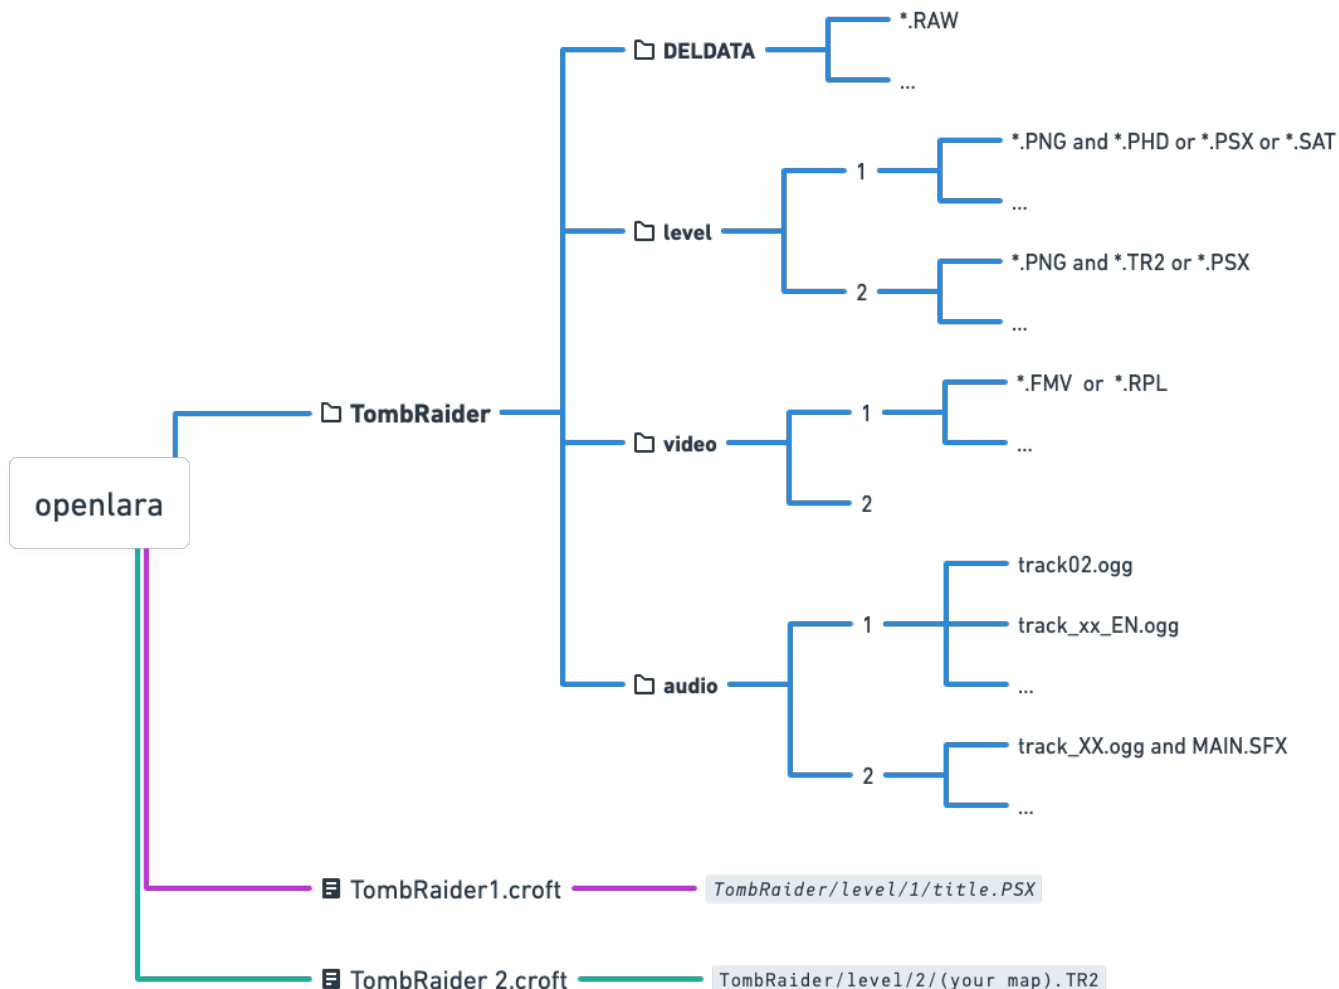 *.RAW
DELDATA
...
*.PNG and *.PHD or *.PSX or *.SAT
1
...
level
*.PNG and *.TR2 or *.PSX
2
...
*.FMV or *.RPL
TombRaider
1
video
...
openlara
2
track02.ogg
1
track_xx_EN.ogg
audio
...
track_XX.ogg and MAIN.SFX
2
...
TombRaider1.croft
TombRaider/level/1/title.PSX
TombRaider 2.croft
TombRaider/level/2/(your map).TR2